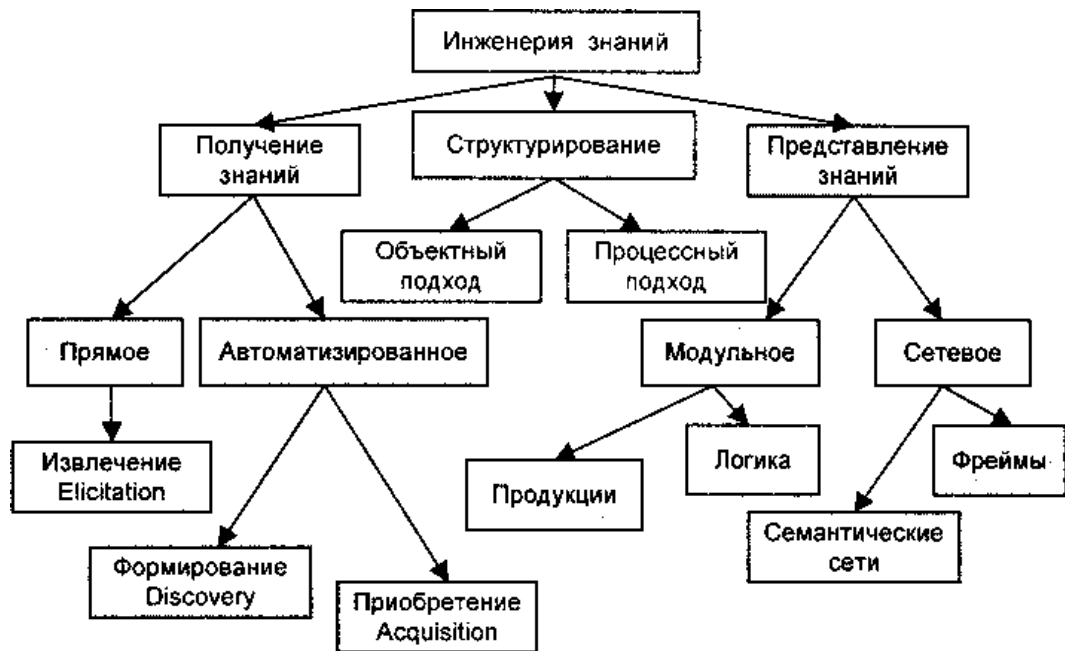 Инженерия знаний
Получение
знаний
Структурирование
Представление
знаний
Объектный
подход
Процессный
подход
Прямое
Автоматизированное
Модульное
Сетевое
Извлечение
Elicitation
Продукции
Логика
Фреймы
Семантические
сети
Формирование
Discovery
Приобретение
Acquisition